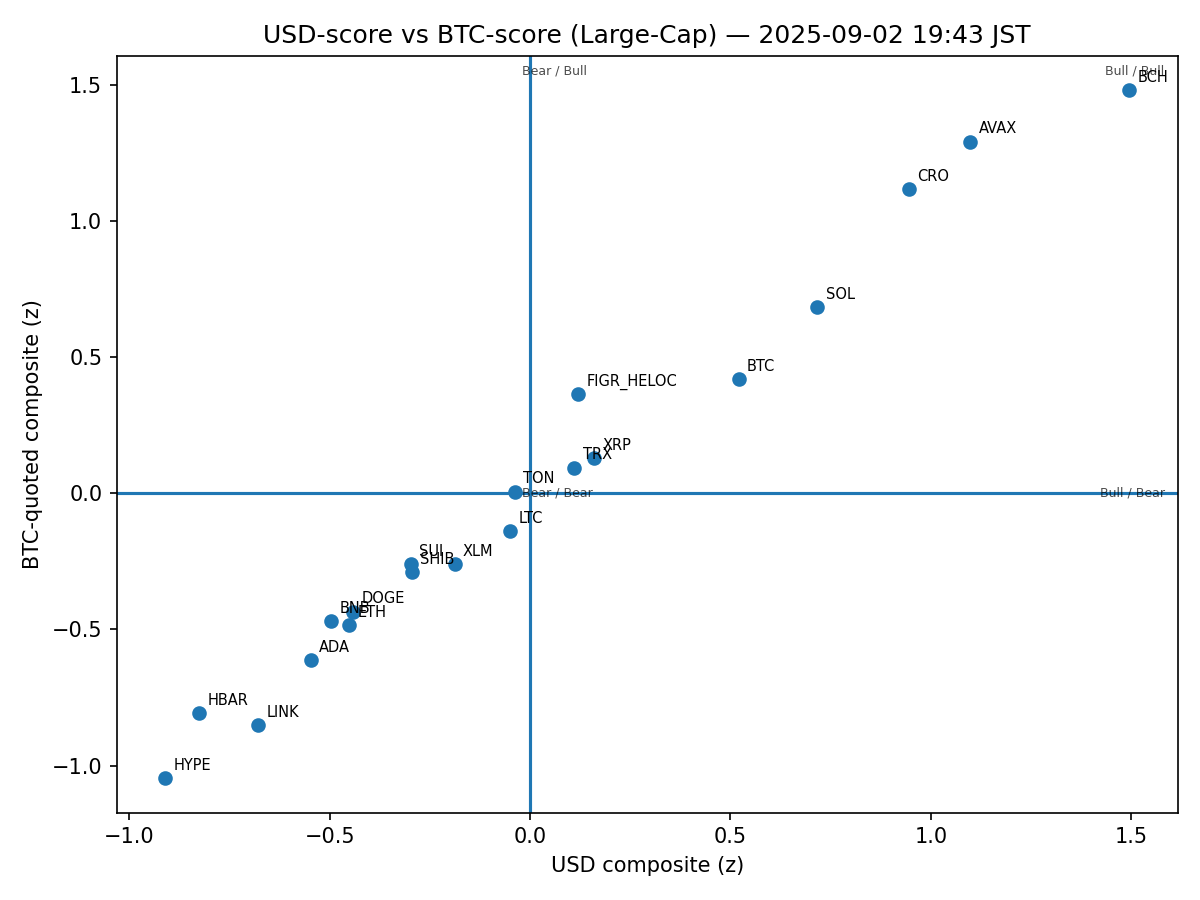 USD-score vs BTC-score (Large-Cap) — 2025-09-02 19:43 JST
Bear / Bull
Bull / Bull
BCH
AVAX
CRO
SOL
BTC
FIGR_HELOC
XRP
TRX
TON
Bear / Bear
Bull / Bear
LTC
SUI
SHIB
XLM
DOGE
BNB
ETH
ADA
HBAR
LINK
HYPE
1.5
1.0
0.5
0.0
−0.5
−1.0
BTC-quoted composite (z)
−1.0
−0.5
0.0
0.5
1.0
1.5
USD composite (z)